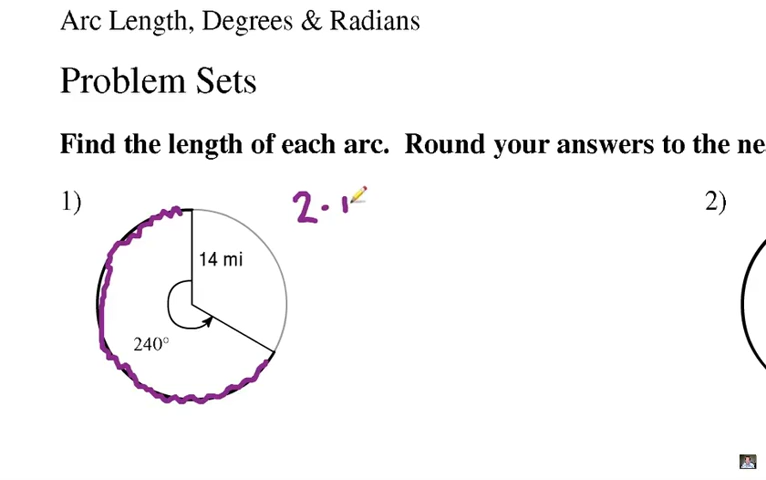 Arc Length, Degrees & Radians
Problem Sets
Find the length of each arc. Round your answers to the ne
1)
2 ·
2)
14 mi
240°